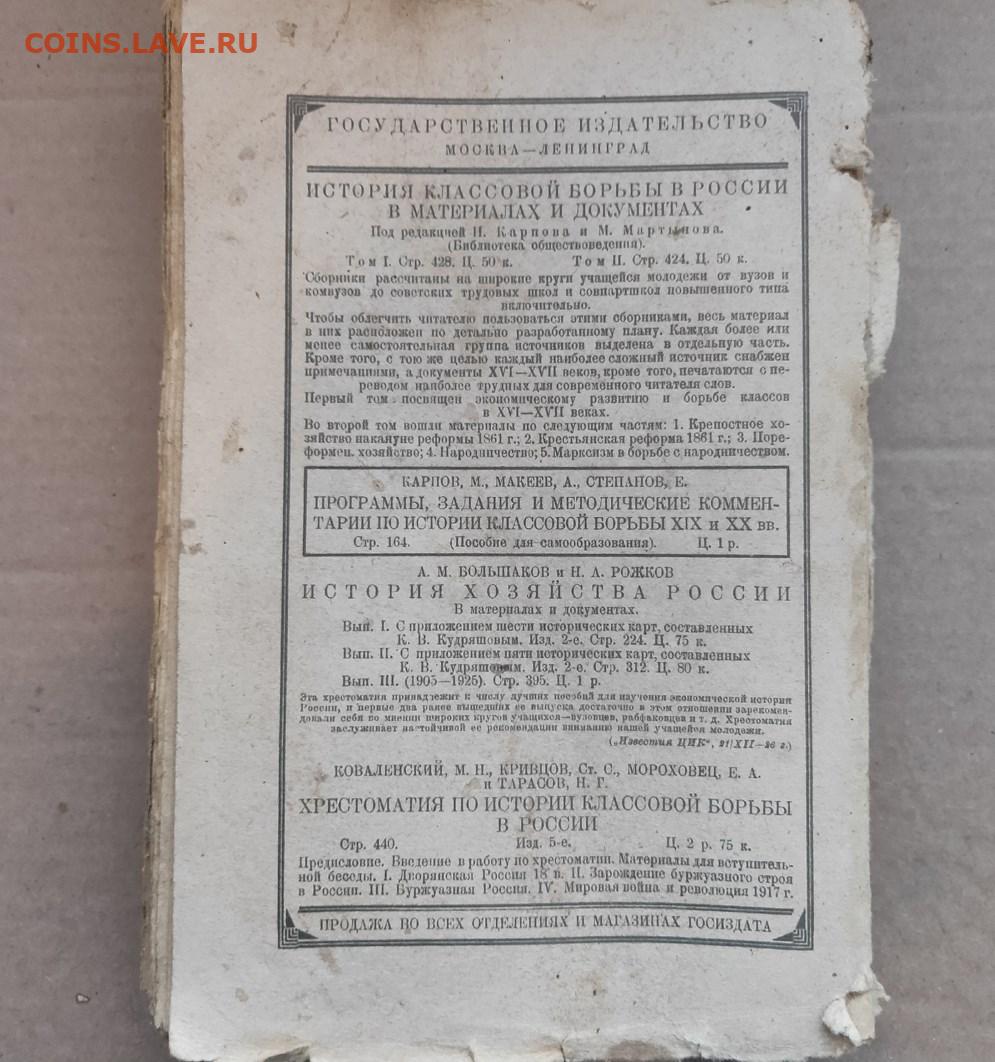 COINS.LAVE.RU
ГОСУДАРСТВЕННОЕ ИЗДАТЕЛЬСТВО
МОСКВА—ЛЕНИНГРАД
ИСТОРИЯ КЛАССОВОЙ БОРЬБЫ В РОССИИ
В МАТЕРИАЛАХ И ДОКУМЕНТАХ
Под редакцией Н. Карпова и М. Мартынова.
(Библиотека обществоведения).
Том I. Стр. 428. Ц. 50 к. Том II. Стр. 424. Ц. 50 к.
Сборники рассчитаны на широкие круги учащейся молодежи от вузов и
комвузов до советских трудовых школ и совпартшкол повышенного типа
включительно.
Чтобы облегчить читателю пользоваться этими сборниками, весь материал
в них расположен по детально разработанному плану. Каждая более или
менее самостоятельная группа источников выделена в отдельную часть.
Кроме того, с тою же целью каждый наиболее сложный источник снабжен
примечаниями, а документы XVI—XVII веков, кроме того, печатаются с пе-
реводом наиболее трудных для современного читателя слов.
Первый том посвящен экономическому развитию и борьбе классов
в XVI—XVII веках.
Во второй том вошли материалы по следующим частям: 1. Крепостное хо-
зяйство накануне реформы 1861 г.; 2. Крестьянская реформа 1861 г.; 3. Поре-
формен. хозяйство; 4. Народничество; 5. Марксизм в борьбе с народничеством.
КАРПОВ, М., МАКЕЕВ, А., СТЕПАНОВ, Е.
ПРОГРАММЫ, ЗАДАНИЯ И МЕТОДИЧЕСКИЕ КОММЕН-
ТАРИИ ПО ИСТОРИИ КЛАССОВОЙ БОРЬБЫ XIX и XX вв.
Стр. 164. (Пособие для самообразования). Ц. 1 р.
А. М. БОЛЬШАКОВ и Н. А. РОЖКОВ
ИСТОРИЯ ХОЗЯЙСТВА РОССИИ
В материалах и документах.
Вып. I. С приложением шести исторических карт, составленных
К. В. Кудряшовым. Изд. 2-е. Стр. 224. Ц. 75 к.
Вып. II. С приложением пяти исторических карт, составленных
К. В. Кудряшовым. Изд. 2-е. Стр. 312. Ц. 80 к.
Вып. III. (1905—1925). Стр. 395. Ц. 1 р.
Эта хрестоматия принадлежит к числу лучших пособий для изучения экономической истории
России, и первые два ранее вышедших ее выпуска достаточно в этом отношении зарекомен-
довали себя по мнению широких кругов учащихся—вузовцев, рабфаковцев и т. д. Хрестоматия
заслуживает настойчивой ее рекомендации вниманию нашей учащейся молодежи.
(„Известия ЦИК“, 21/XII—26 г.)
КОВАЛЕНСКИЙ, М. Н., КРИВЦОВ, Ст. С., МОРОХОВЕЦ, Е. А.
и ТАРАСОВ, Н. Г.
ХРЕСТОМАТИЯ ПО ИСТОРИИ КЛАССОВОЙ БОРЬБЫ
В РОССИИ
Стр. 440. Изд. 5-е. Ц. 2 р. 75 к.
Предисловие. Введение в работу по хрестоматии. Материалы для вступитель-
ной беседы. I. Дворянская Россия 18 в. II. Зарождение буржуазного строя
в России. III. Буржуазная Россия. IV. Мировая война и революция 1917 г.
ПРОДАЖА ВО ВСЕХ ОТДЕЛЕНИЯХ И МАГАЗИНАХ ГОСИЗДАТА